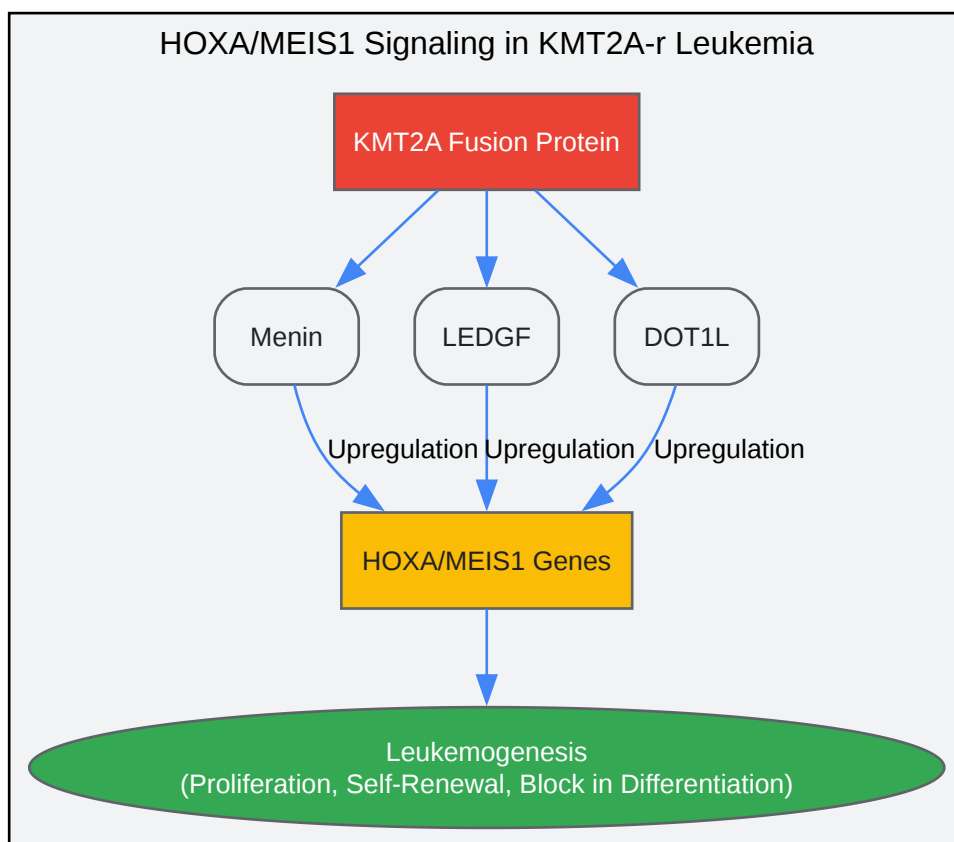 HOXA/MEIS1 Signaling in KMT2A-r Leukemia
KMT2A Fusion Protein
Menin
LEDGF
DOT1L
Upregulation
Upregulation
Upregulation
HOXA/MEIS1 Genes
Leukemogenesis
(Proliferation, Self-Renewal, Block in Differentiation)